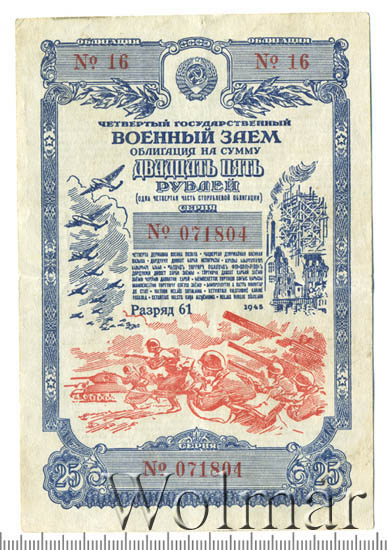 ОБЛИГАЦИЯ СССР ОБЛИГАЦИЯ
№ 16 № 16
ЧЕТВЕРТЫЙ ГОСУДАРСТВЕННЫЙ
ВОЕННЫЙ ЗАЕМ
ОБЛИГАЦИЯ НА СУММУ
ДВАДЦАТЬ ПЯТЬ
РУБЛЕЙ
(ОДНА ЧЕТВЕРТАЯ ЧАСТЬ СТОРУБЛЕВОЙ ОБЛИГАЦИИ)
СЕРИЯ
№ 071804
Разряд 61 1945
СЕРИЯ
25 № 071804 25
Wolmar